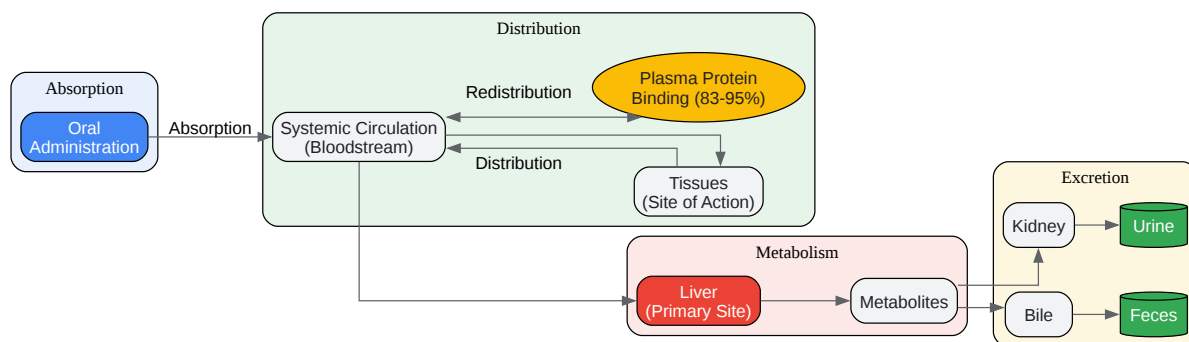 Absorption
Oral
Administration
Absorption
Distribution
Redistribution
Plasma Protein
Binding (83-95%)
Systemic Circulation
(Bloodstream)
Distribution
Tissues
(Site of Action)
Metabolism
Liver
(Primary Site)
Metabolites
Excretion
Kidney
Urine
Bile
Feces